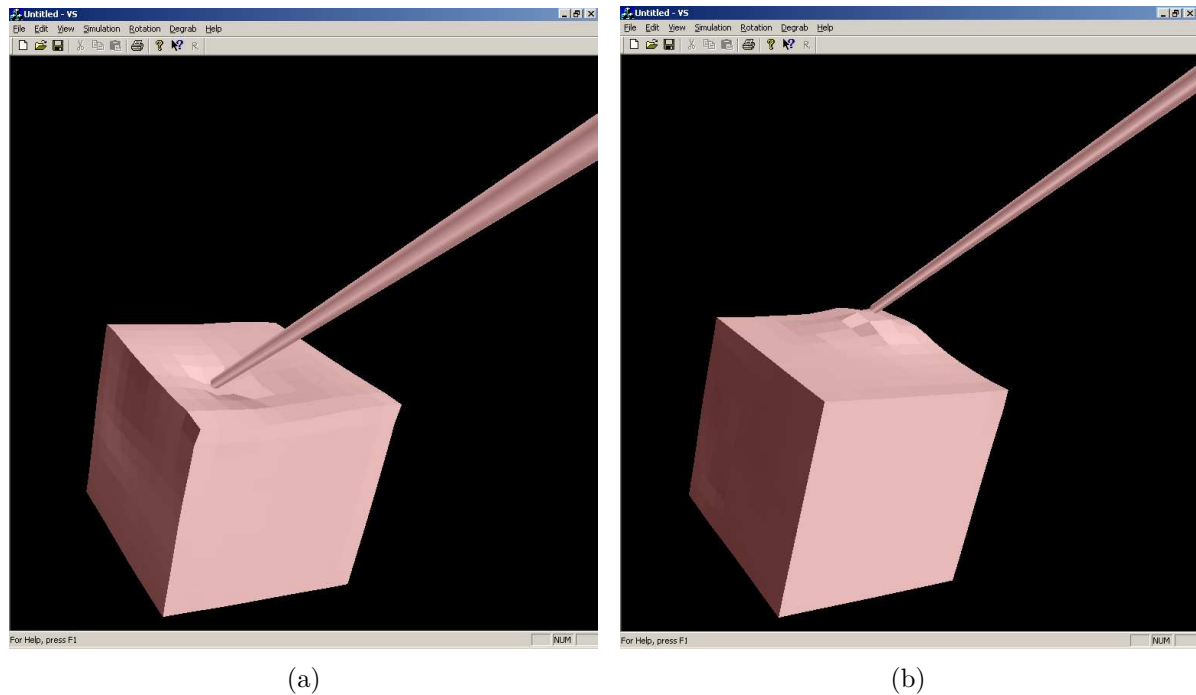 Untitled - VS
File Edit View Simulation Rotation Degrab Help
R
For Help, press F1
NUM
(a)
Untitled - VS
File Edit View Simulation Rotation Degrab Help
R
For Help, press F1
NUM
(b)